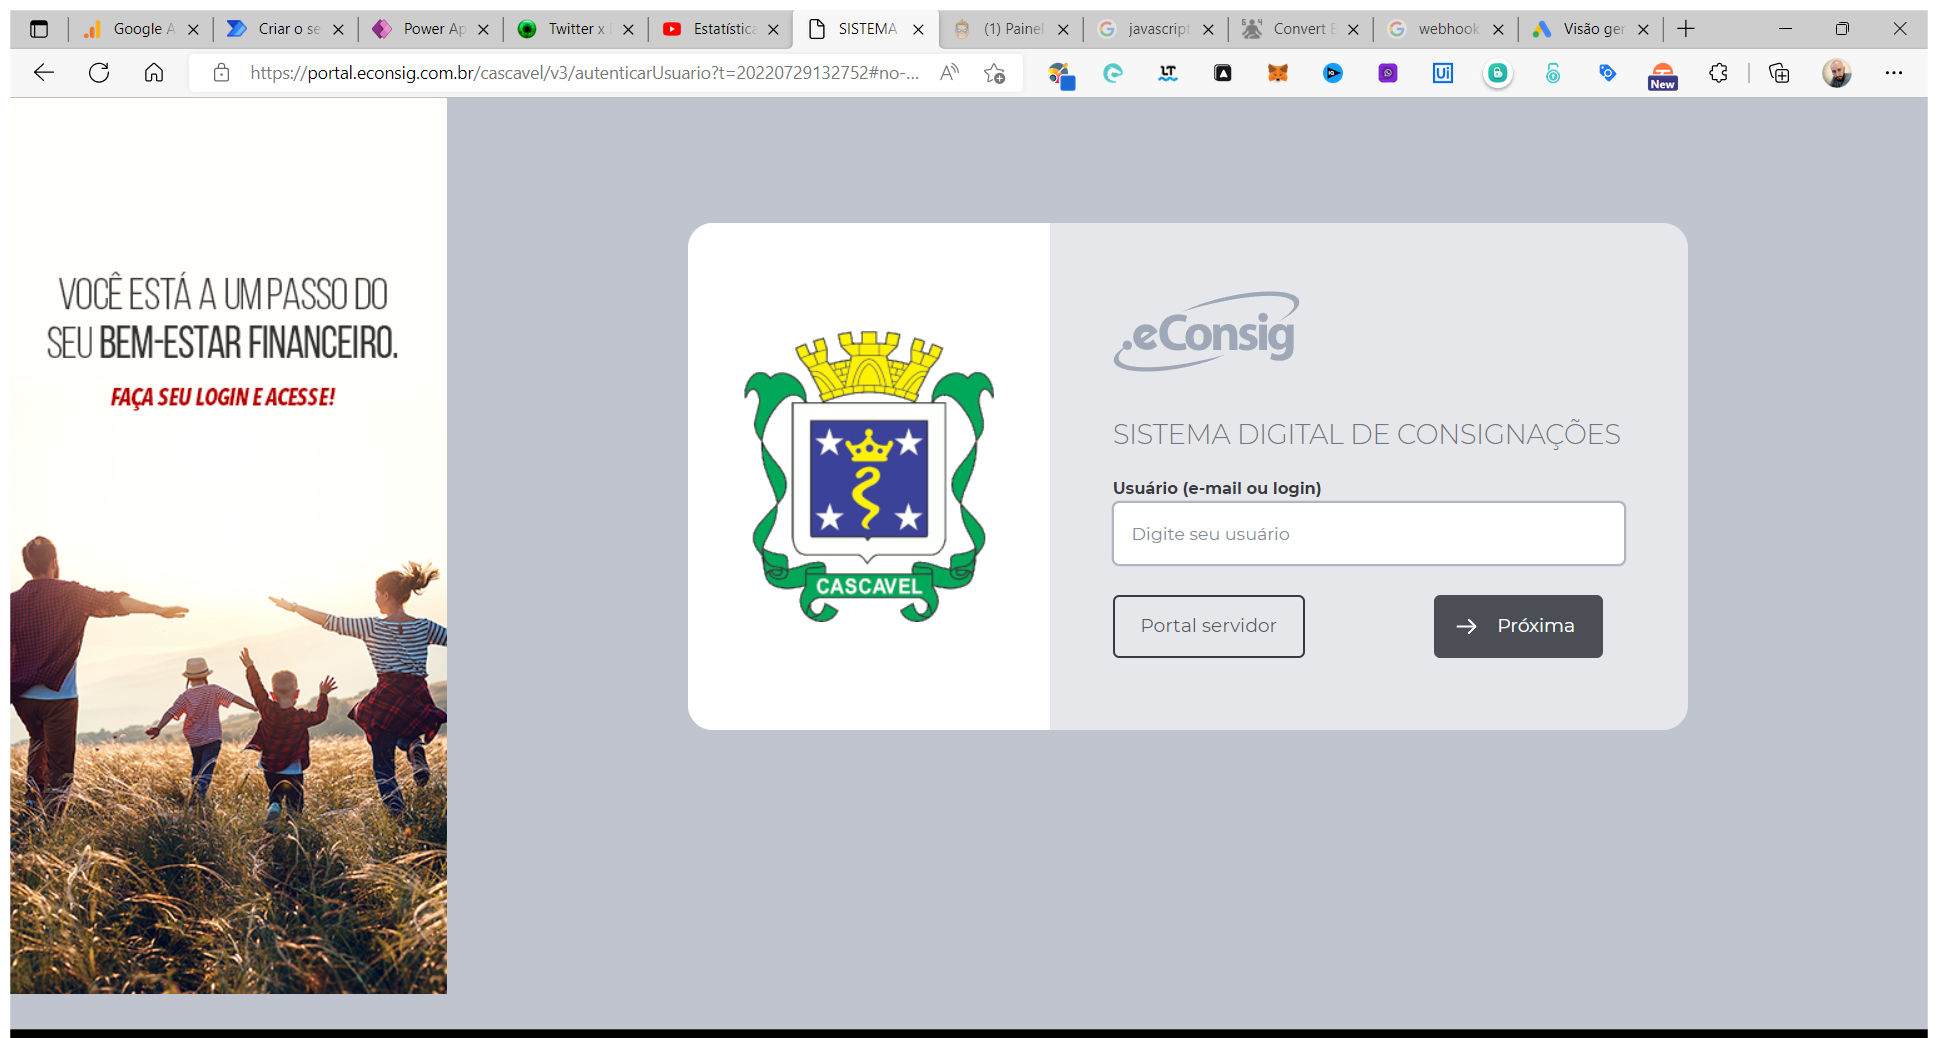 Google A
Criar o se
Power Ap
Twitter x
Estatística
SISTEMA
(1) Painel
javascript
Convert E
webhook
Visão ger
https://portal.econsig.com.br/cascavel/v3/autenticarUsuario?t=20220729132752#no-...
New
VOCÊ ESTÁ A UM PASSO DO
SEU BEM-ESTAR FINANCEIRO.
FAÇA SEU LOGIN E ACESSE!
CASCAVEL
.eConsig
SISTEMA DIGITAL DE CONSIGNAÇÕES
Usuário (e-mail ou login)
Digite seu usuário
Portal servidor
Próxima